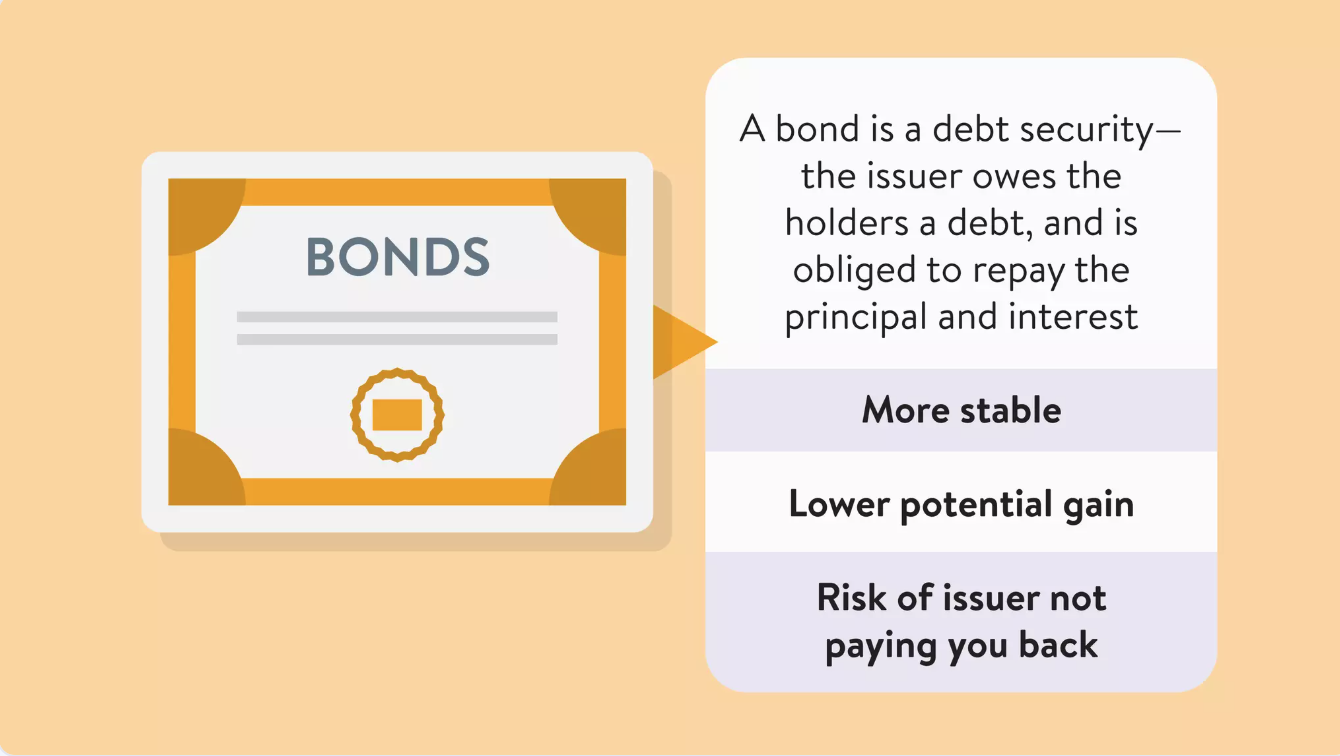 BONDS
A bond is a debt security—
the issuer owes the
holders a debt, and is
obliged to repay the
principal and interest
More stable
Lower potential gain
Risk of issuer not
paying you back